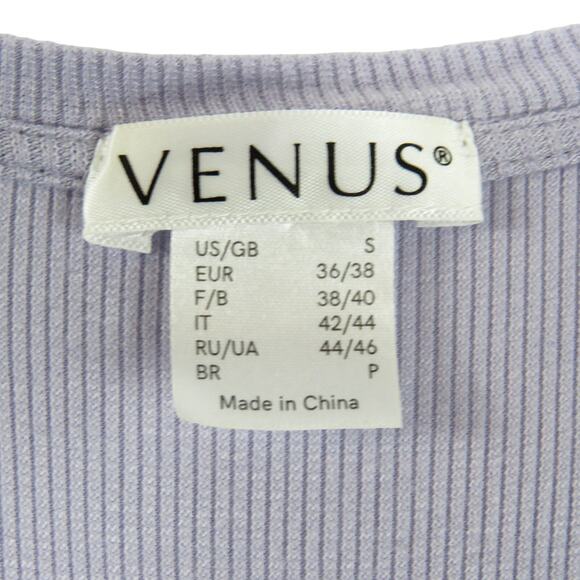 VENUS®
US/GB S
EUR 36/38
F/B 38/40
IT 42/44
RU/UA 44/46
BR P
Made in China